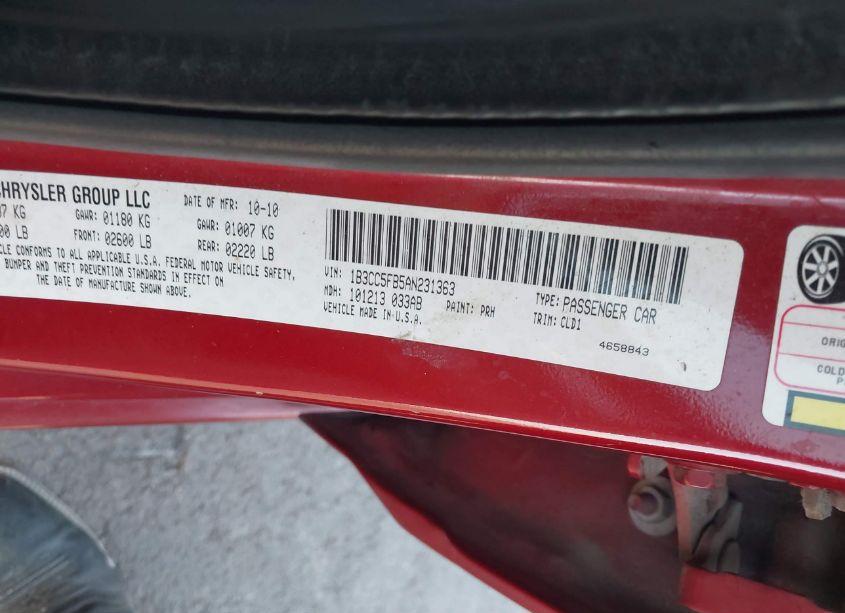 CHRYSLER GROUP LLC
DATE OF MFR: 10-10
KG GAWR: 01180 KG GAWR: 01007 KG
LB FRONT: 02600 LB REAR: 02220 LB
CONFORMS TO ALL APPLICABLE U.S.A. FEDERAL MOTOR VEHICLE SAFETY,
BUMPER AND THEFT PREVENTION STANDARDS IN EFFECT ON
THE DATE OF MANUFACTURE SHOWN ABOVE.
VIN: 1B3CC5FB5AN231363 TYPE: PASSENGER CAR
MDH: 101213 033AB PAINT: PRH TRIM: CLD1
VEHICLE MADE IN U.S.A.
4658843
COLD